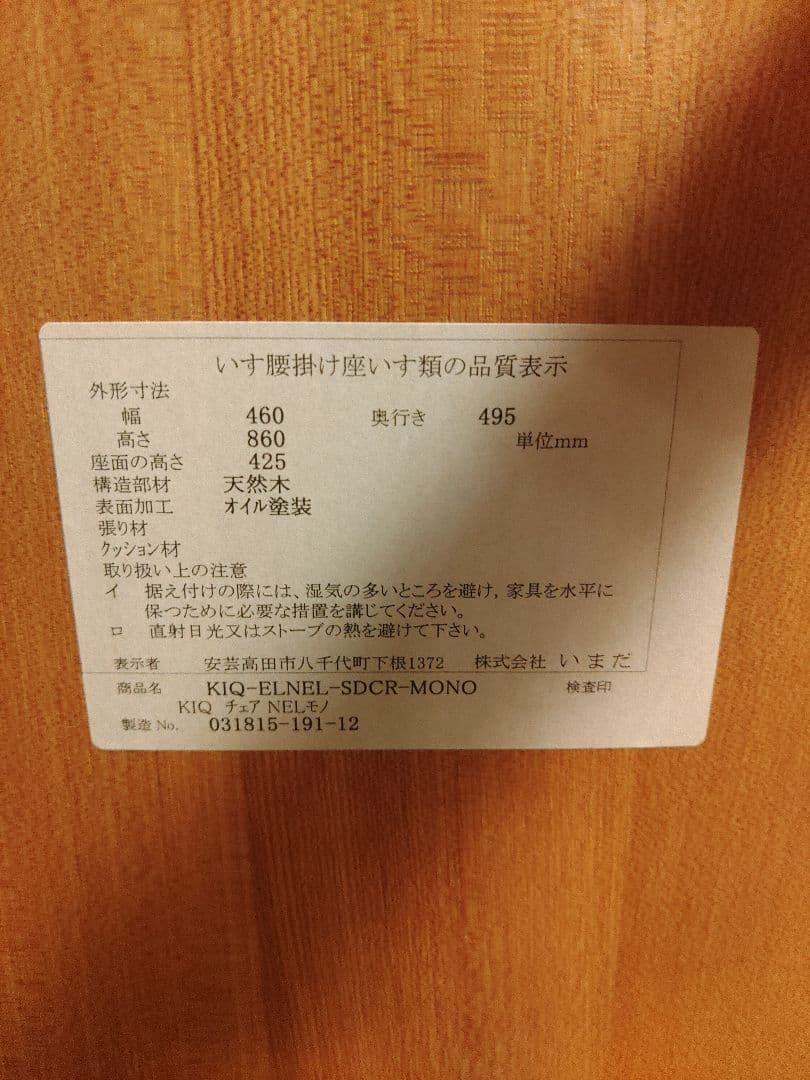 いす腰掛け座いす類の品質表示
外形寸法
幅 460 奥行き 495
高さ 860 単位mm
座面の高さ 425
構造部材 天然木
表面加工 オイル塗装
張り材
クッション材
取り扱い上の注意
イ 据え付けの際には、湿気の多いところを避け, 家具を水平に
保つために必要な措置を講じてください。
ロ 直射日光又はストーブの熱を避けて下さい。
表示者 安芸高田市八千代町下根1372 株式会社 いまだ
商品名 KIQ-ELNEL-SDCR-MONO 検査印
KIQ チェア NELモノ
製造 No. 031815-191-12